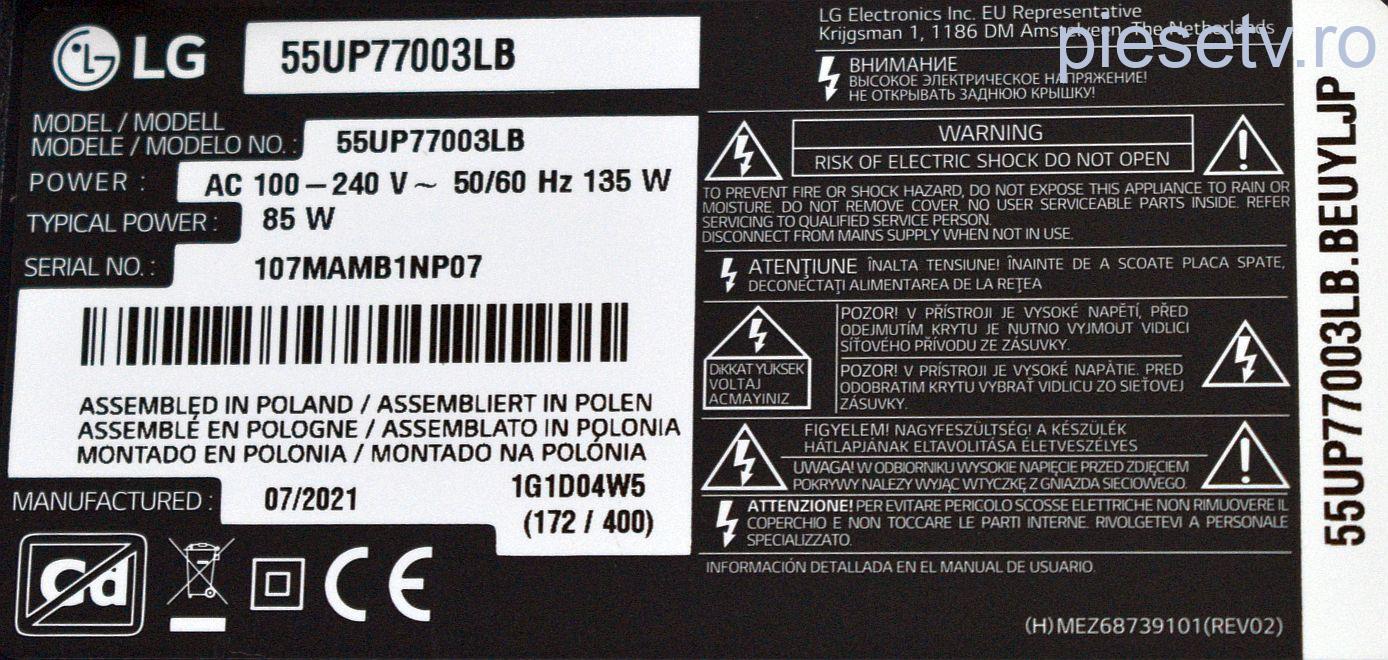 LG
55UP77003LB
MODEL / MODELL
MODELE / MODELO NO. :
55UP77003LB
POWER :
AC 100–240 V ~ 50/60 Hz 135 W
TYPICAL POWER :
85 W
SERIAL NO. :
107MAMB1NP07
ASSEMBLED IN POLAND / ASSEMBLIERT IN POLEN
ASSEMBLÉ EN POLOGNE / ASSEMBLATO IN POLONIA
MONTADO EN POLONIA / MONTADO NA POLÓNIA
MANUFACTURED :
07/2021
1G1D04W5
(172 / 400)
Cd
CE
LG Electronics Inc. EU Representative
Krijgsman 1, 1186 DM Amstelveen, The Netherlands
piesetv.ro
ВНИМАНИЕ
ВЫСОКОЕ ЭЛЕКТРИЧЕСКОЕ НАПРЯЖЕНИЕ!
НЕ ОТКРЫВАТЬ ЗАДНЮЮ КРЫШКУ!
WARNING
RISK OF ELECTRIC SHOCK DO NOT OPEN
TO PREVENT FIRE OR SHOCK HAZARD, DO NOT EXPOSE THIS APPLIANCE TO RAIN OR
MOISTURE. DO NOT REMOVE COVER. NO USER SERVICEABLE PARTS INSIDE. REFER
SERVICING TO QUALIFIED SERVICE PERSON.
DISCONNECT FROM MAINS SUPPLY WHEN NOT IN USE.
ATENȚIUNE ÎNALTA TENSIUNE! ÎNAINTE DE A SCOATE PLACA SPATE,
DECONECTAȚI ALIMENTAREA DE LA REȚEA
DiKKAT YUKSEK
VOLTAJ
ACMAYINIZ
POZOR! V PŘÍSTROJI JE VYSOKÉ NAPĚTÍ, PŘED
ODEJMUTÍM KRYTU JE NUTNO VYJMOUT VIDLICI
SÍŤOVÉHO PŘÍVODU ZE ZÁSUVKY.
POZOR! V PRÍSTROJI JE VYSOKÉ NAPÄTIE. PRED
ODOBRATIM KRYTU VYBRAŤ VIDLICU ZO SIEŤOVEJ
ZÁSUVKY.
FIGYELEM! NAGYFESZÜLTSÉG! A KÉSZÜLÉK
HÁTLAPJÁNAK ELTAVOLITÁSA ÉLETVESZÉLYES
UWAGA! W ODBIORNIKU WYSOKIE NAPIĘCIE PRZED ZDJĘCIEM
POKRYWY NALEZY WYJĄC WTYCZKĘ Z GNIAZDA SIECIOWEGO.
ATTENZIONE! PER EVITARE PERICOLO SCOSSE ELETTRICHE NON RIMUOVERE IL
COPERCHIO E NON TOCCARE LE PARTI INTERNE. RIVOLGETEVI A PERSONALE
SPECIALIZZATO.
INFORMACIÓN DETALLADA EN EL MANUAL DE USUARIO.
(H) MEZ68739101(REV02)
55UP77003LB.BEUYLJP